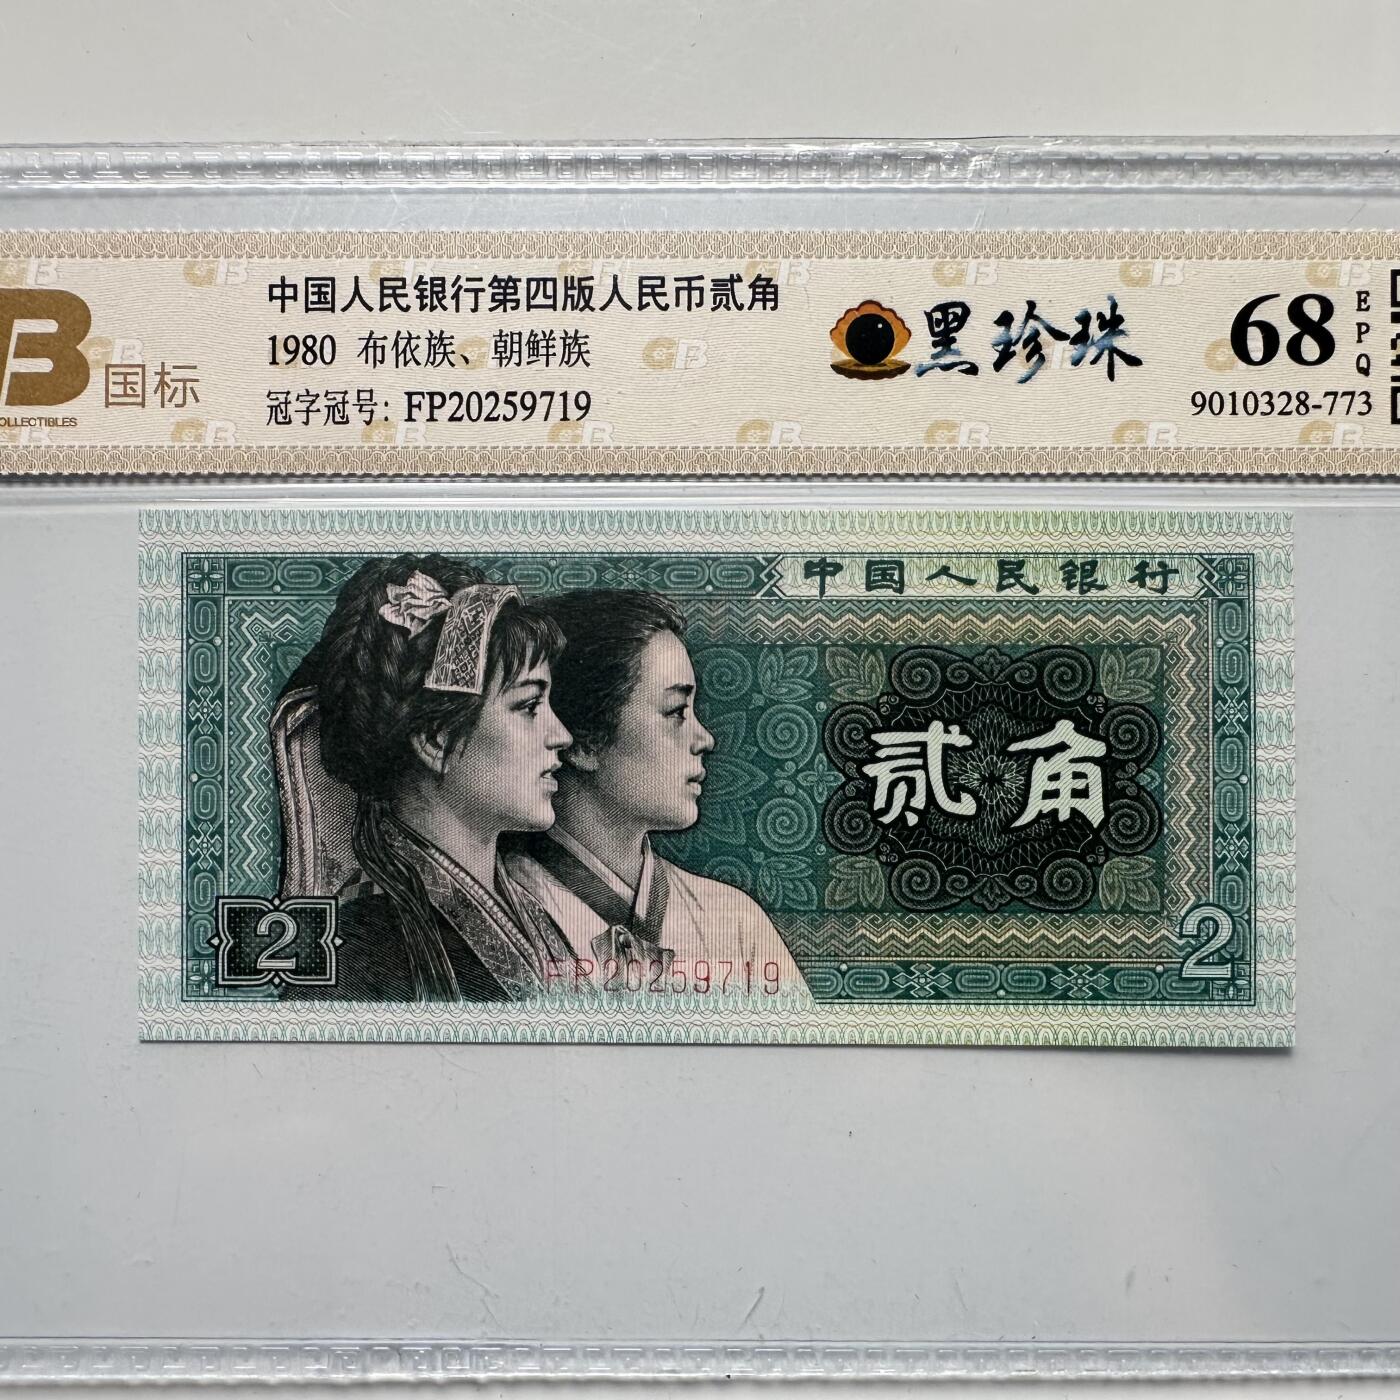 中国人民银行第四版人民币贰角
1980 布依族、朝鲜族
冠字冠号: FP20259719
B 国标
OLLECTIBLES
黑珍珠
68
EPQ
9010328-773
中国人民银行
贰角
2
2
FP20259719